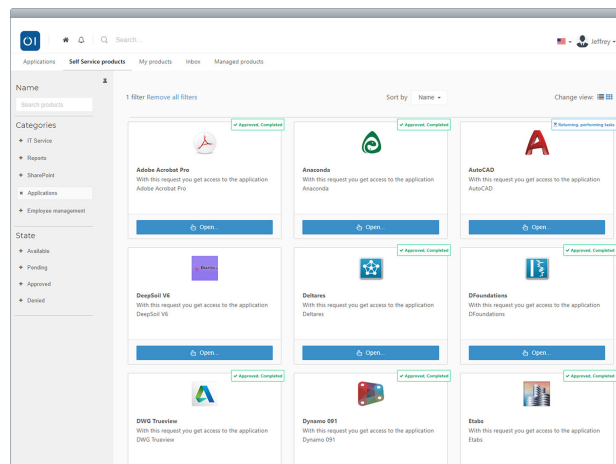 OI
Search...
Jeffrey
Applications
Self Service products
My products
Inbox
Managed products
Name
Search products
Categories
IT Service
Reports
SharePoint
Applications
Employee management
State
Available
Pending
Approved
Denied
1 filter Remove all filters
Sort by
Name
Change view:
Approved, Completed
Adobe Acrobat Pro
With this request you get access to the application
Adobe Acrobat Pro
Open...
Approved, Completed
Anaconda
With this request you get access to the application
Anaconda
Open...
Returning, performing tasks
AutoCAD
With this request you get access to the application
AutoCAD
Open...
DeepSoil V6
With this request you get access to the application
DeepSoil V6
Open...
Approved, Completed
Deltares
With this request you get access to the application
Deltares
Open...
Approved, Completed
DFoundations
With this request you get access to the application
DFoundations
Open...
Approved, Completed
DWG Trueview
With this request you get access to the application
DWG Trueview
Approved, Completed
Dynamo 091
With this request you get access to the application
Dynamo 091
Approved, Completed
Etabs
With this request you get access to the application
Etabs